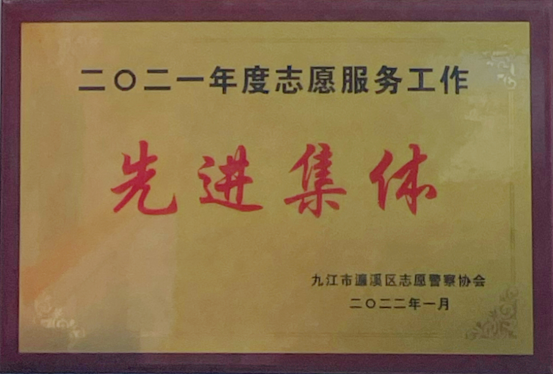 二〇二一年度志愿服务工作
先进集体
九江市濂溪区志愿警察协会
二〇二二年一月